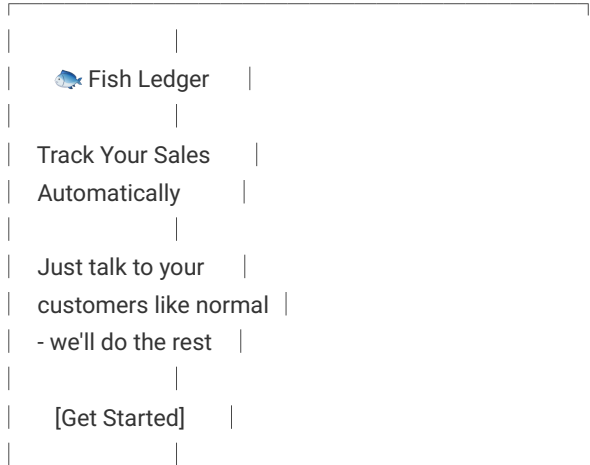 🐟 Fish Ledger
Track Your Sales
Automatically
Just talk to your
customers like normal
- we'll do the rest
[Get Started]